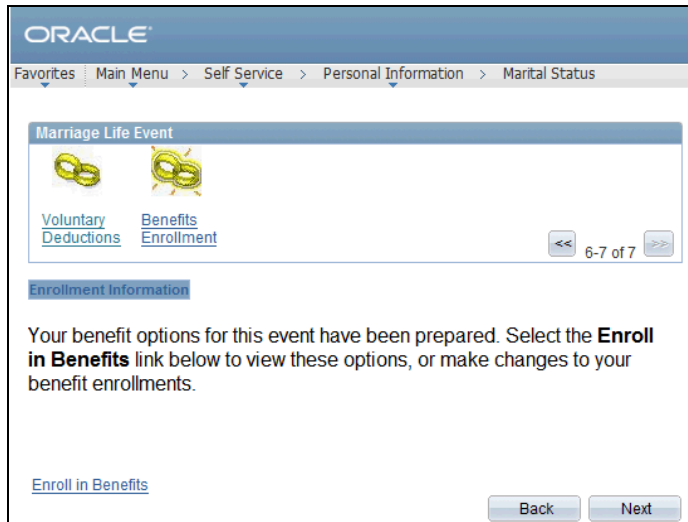 ORACLE
Favorites Main Menu > Self Service > Personal Information > Marital Status
Marriage Life Event
Voluntary Benefits
Deductions Enrollment
<< 6-7 of 7 >>
Enrollment Information
Your benefit options for this event have been prepared. Select the Enroll
in Benefits link below to view these options, or make changes to your
benefit enrollments.
Enroll in Benefits
Back Next